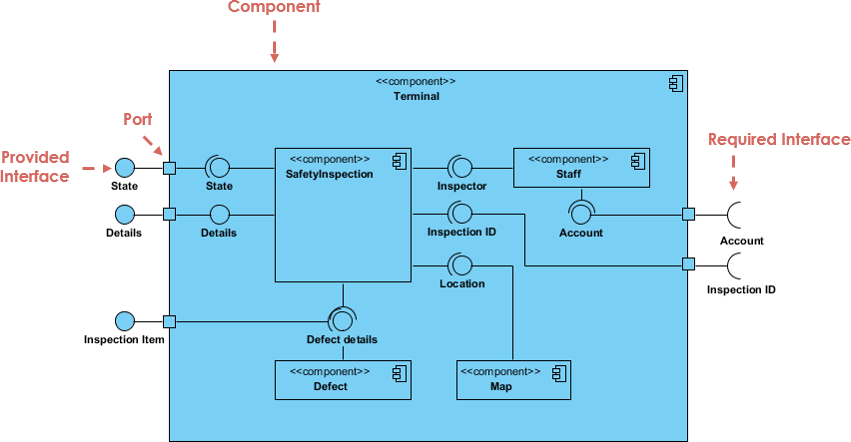 Component
<<component>>
Terminal
Port
Required Interface
Provided
Interface
<<component>>
SafetyInspection
<<component>>
Staff
State
State
Inspector
Details
Details
Inspection ID
Account
Account
Location
Inspection ID
Inspection Item
Defect details
<<component>>
Defect
<<component>>
Map